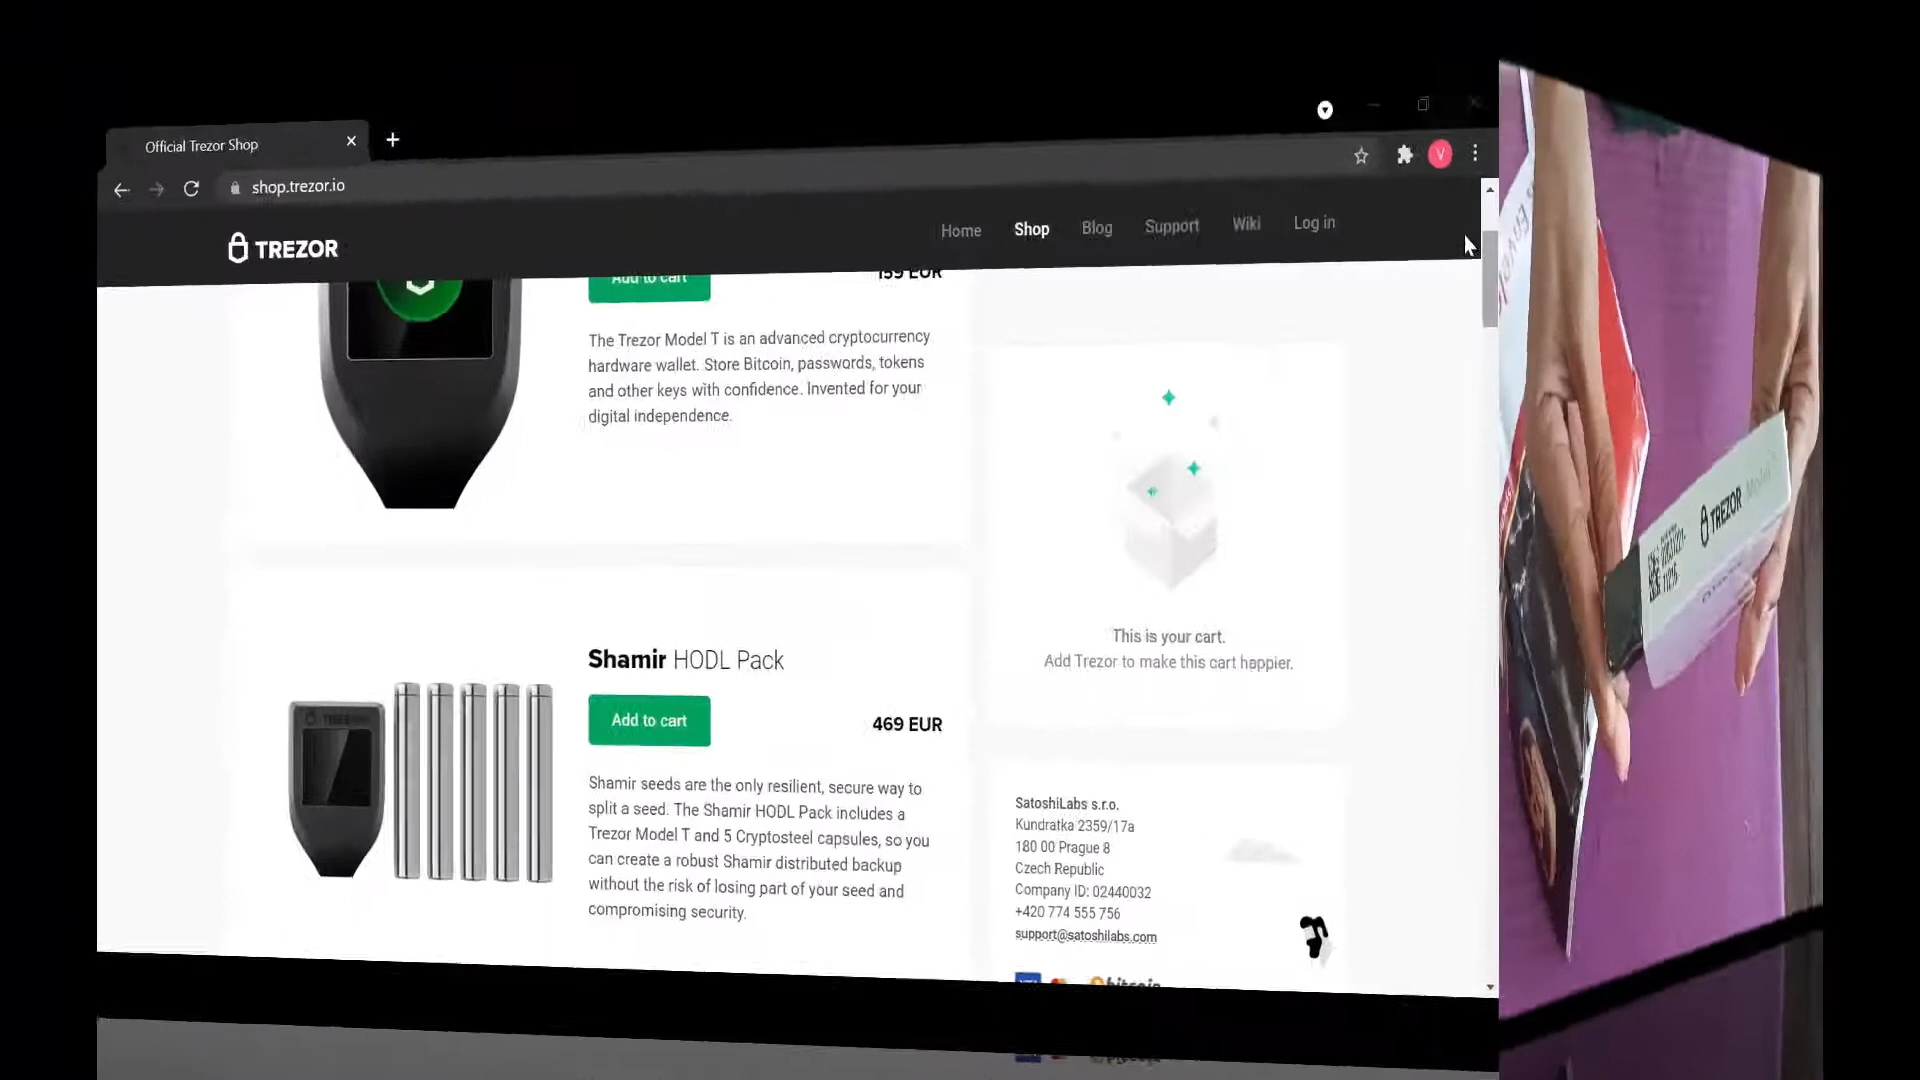 Official Trezor Shop
shop.trezor.io
V
TREZOR
Home Shop Blog Support Wiki Log in
Add to cart
159 EUR
The Trezor Model T is an advanced cryptocurrency
hardware wallet. Store Bitcoin, passwords, tokens
and other keys with confidence. Invented for your
digital independence.
Shamir HODL Pack
Add to cart
469 EUR
Shamir seeds are the only resilient, secure way to
split a seed. The Shamir HODL Pack includes a
Trezor Model T and 5 Cryptosteel capsules, so you
can create a robust Shamir distributed backup
without the risk of losing part of your seed and
compromising security.
This is your cart.
Add Trezor to make this cart happier.
SatoshiLabs s.r.o.
Kundratka 2359/17a
180 00 Prague 8
Czech Republic
Company ID: 02440032
+420 774 555 756
support@satoshilabs.com
bitcoin
TREZOR Model